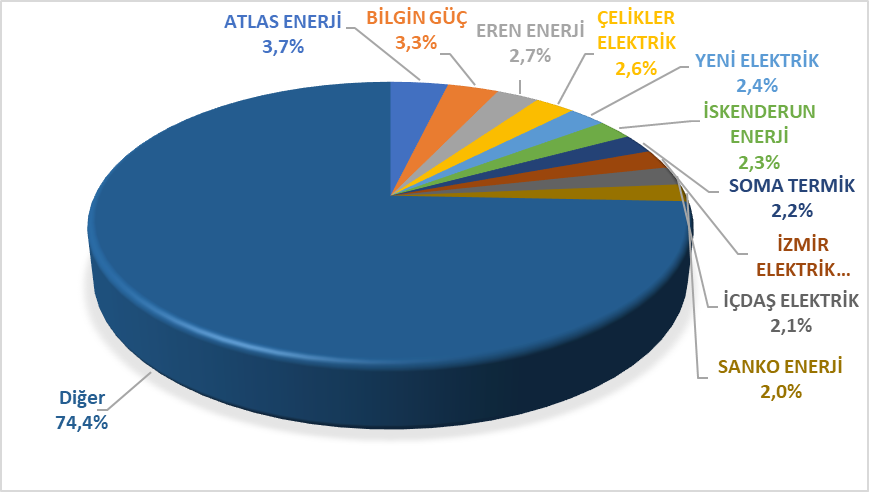 ATLAS ENERJİ
3,7%
BİLGİN GÜÇ
3,3%
EREN ENERJİ
2,7%
ÇELİKLER
ELEKTRİK
2,6%
YENİ ELEKTRİK
2,4%
İSKENDERUN
ENERJİ
2,3%
SOMA TERMİK
2,2%
İZMİR
ELEKTRİK...
İÇDAŞ ELEKTRİK
2,1%
SANKO ENERJİ
2,0%
Diğer
74,4%